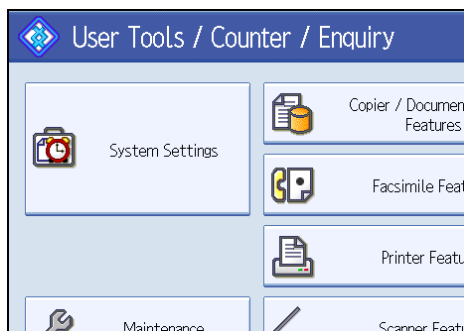 User Tools / Counter / Enquiry
System Settings
Copier / Documen
Features
Facsimile Feat
Printer Featu
Maintenance
Scanner Featu